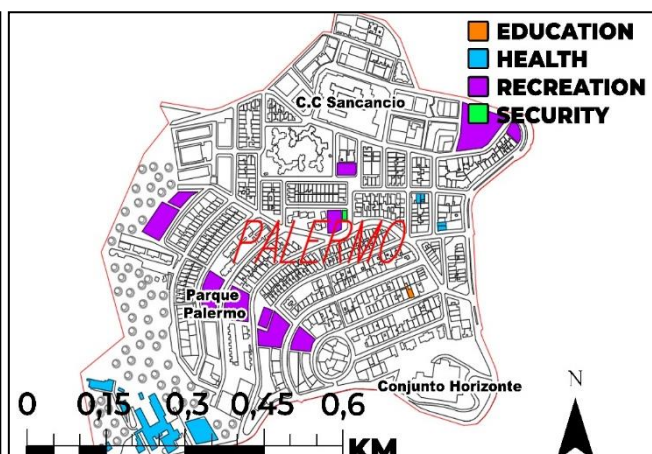 EDUCATION
HEALTH
RECREATION
SECURITY
C.C Sancancio
PALERMO
Parque
Palermo
Conjunto Horizonte
N
0 0,15 0,3 0,45 0,6
KM